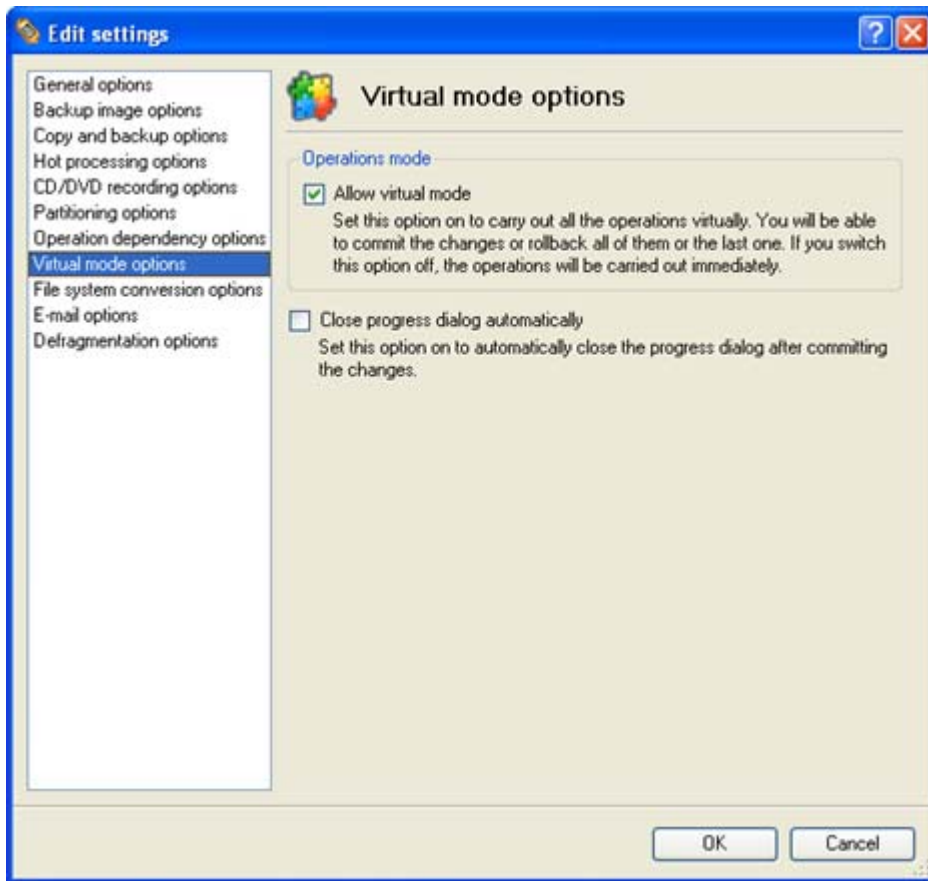 Edit settings
General options
Backup image options
Copy and backup options
Hot processing options
CD/DVD recording options
Partitioning options
Operation dependency options
Virtual mode options
File system conversion options
E-mail options
Defragmentation options
Virtual mode options
Operations mode
Allow virtual mode
Set this option on to carry out all the operations virtually. You will be able
to commit the changes or rollback all of them or the last one. If you switch
this option off, the operations will be carried out immediately.
Close progress dialog automatically
Set this option on to automatically close the progress dialog after committing
the changes.
OK
Cancel